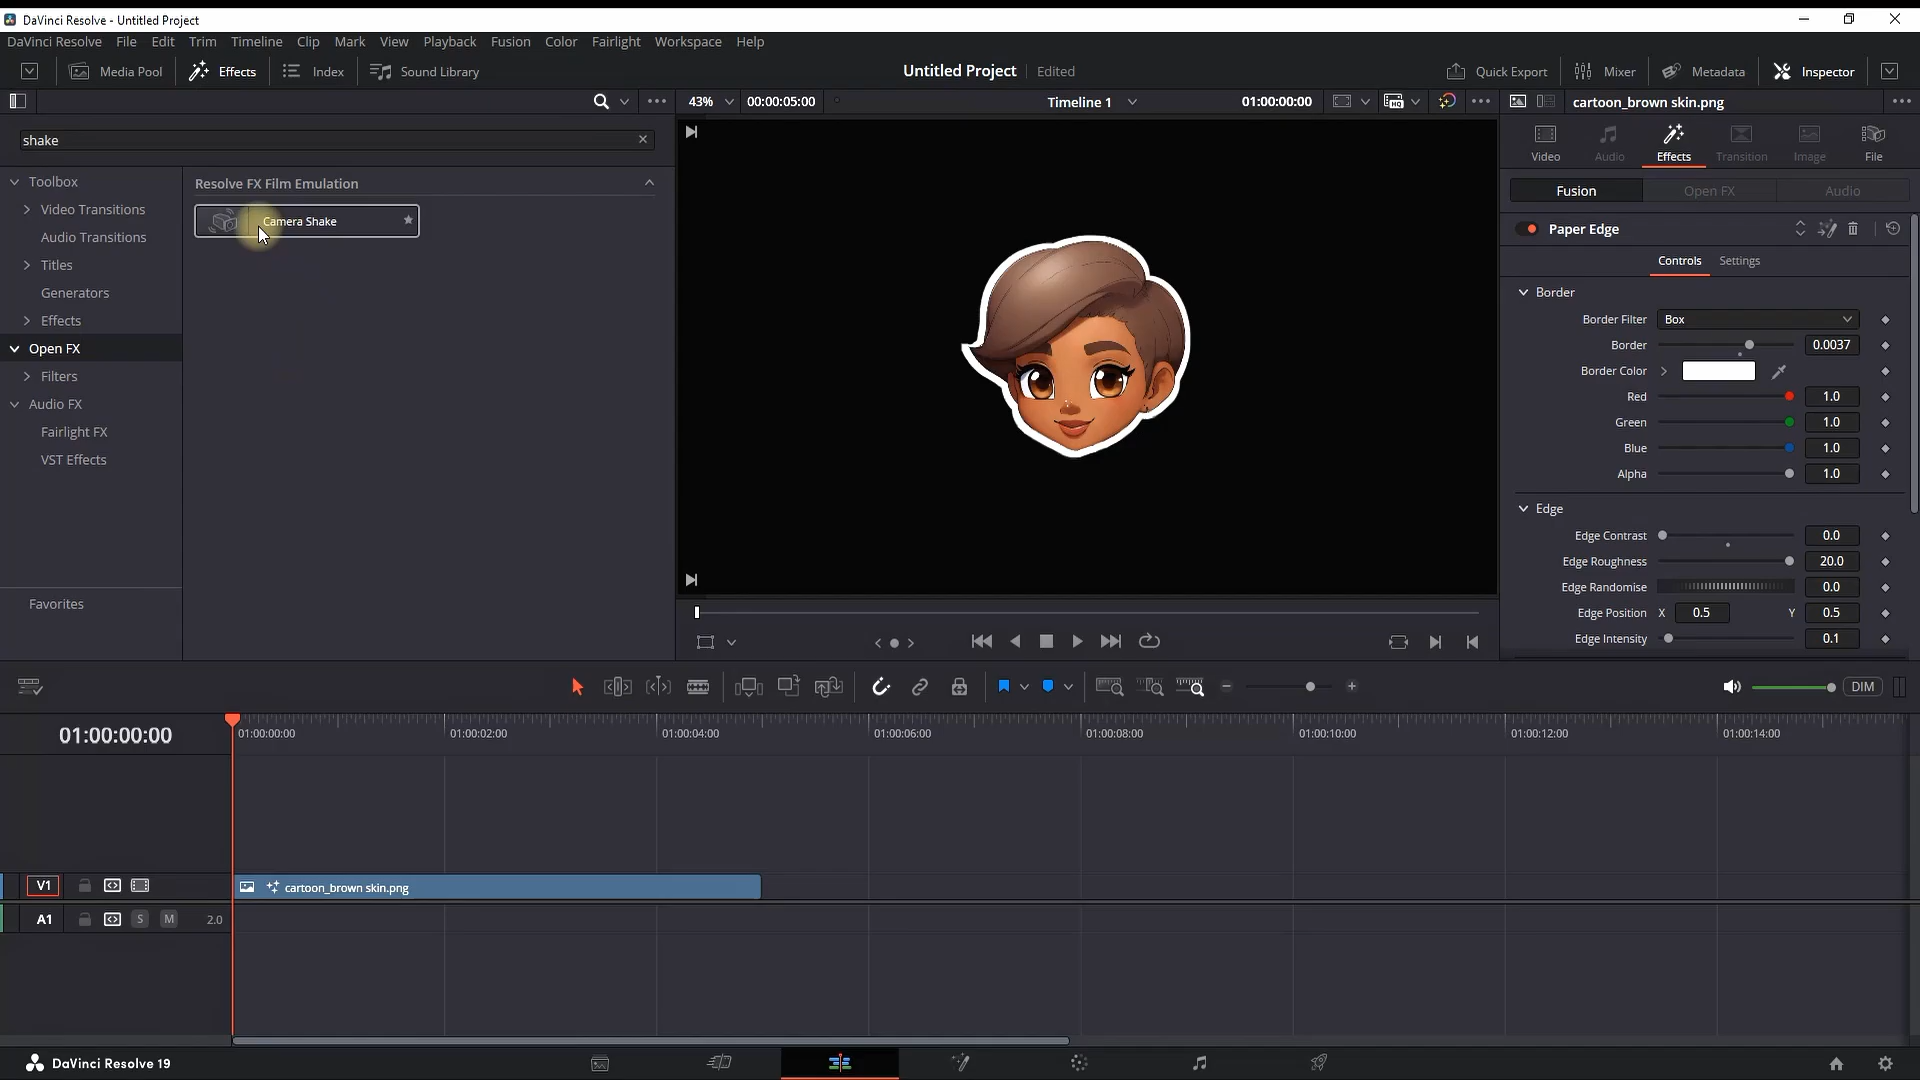 DaVinci Resolve - Untitled Project
DaVinci Resolve File Edit Trim Timeline Clip Mark View Playback Fusion Color Fairlight Workspace Help
Media Pool Effects Index Sound Library Untitled Project Edited Quick Export Mixer Metadata Inspector
43% 00:00:05:00 Timeline 1 01:00:00:00 cartoon_brown skin.png
shake
Video Audio Effects Transition Image File
Toolbox
Video Transitions
Audio Transitions
Titles
Generators
Effects
Open FX
Filters
Audio FX
Fairlight FX
VST Effects
Favorites
Resolve FX Film Emulation
Camera Shake
Fusion Open FX Audio
Paper Edge
Controls Settings
Border
Border Filter Box
Border 0.0037
Border Color
Red 1.0
Green 1.0
Blue 1.0
Alpha 1.0
Edge
Edge Contrast 0.0
Edge Roughness 20.0
Edge Randomise 0.0
Edge Position X 0.5 Y 0.5
Edge Intensity 0.1
DIM
01:00:00:00 01:00:00:00 01:00:02:00 01:00:04:00 01:00:06:00 01:00:08:00 01:00:10:00 01:00:12:00 01:00:14:00
V1 cartoon_brown skin.png
A1 S M 2.0
DaVinci Resolve 19